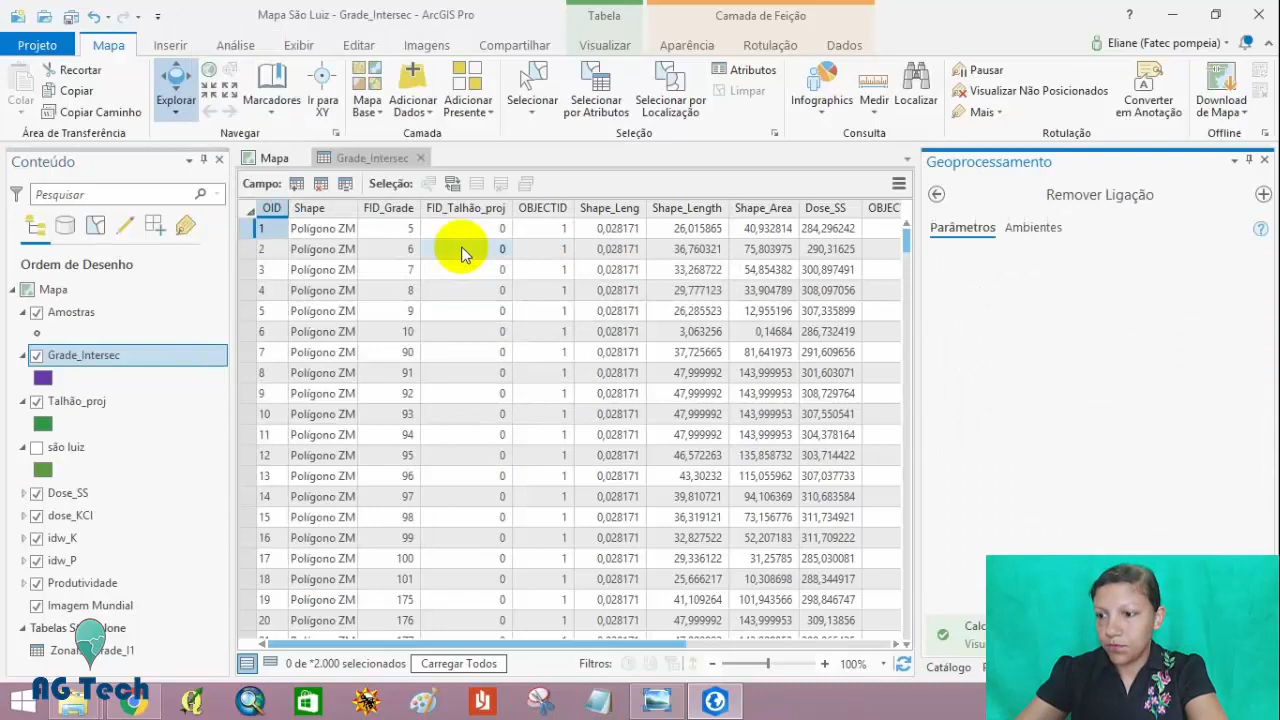 Mapa São Luiz - Grade_Intersec - ArcGIS Pro
Tabela
Camada de Feição
?
Projeto
Mapa
Inserir
Análise
Exibir
Editar
Imagens
Compartilhar
Visualizar
Aparência
Rotulação
Dados
Eliane (Fatec pompeia)
Colar
Recortar
Copiar
Copiar Caminho
Área de Transferência
Explorar
Marcadores
Ir para XY
Navegar
Mapa Base
Adicionar Dados
Adicionar Presente
Camada
Selecionar
Selecionar por Atributos
Selecionar por Localização
Atributos
Limpar
Seleção
Infographics
Medir
Localizar
Consulta
Pausar
Visualizar Não Posicionados
Mais
Converter em Anotação
Rotulação
Download de Mapa
Offline
Conteúdo
Pesquisar
Ordem de Desenho
Mapa
Amostras
Grade_Intersec
Talhão_proj
são luiz
Dose_SS
dose_KCl
idw_K
idw_P
Produtividade
Imagem Mundial
AG Tech
Mapa
Grade_Intersec
Campo:
Seleção:
OID Shape FID_Grade FID_Talhão_proj OBJECTID Shape_Leng Shape_Length Shape_Area Dose_SS OBJEC
1 Polígono ZM 5 0 1 0,028171 26,015865 40,932814 284,296242
2 Polígono ZM 6 0 1 0,028171 36,760321 75,803975 290,31625
3 Polígono ZM 7 0 1 0,028171 33,268722 54,854382 300,897491
4 Polígono ZM 8 0 1 0,028171 29,777123 33,904789 308,097056
5 Polígono ZM 9 0 1 0,028171 26,285523 12,955196 307,335899
6 Polígono ZM 10 0 1 0,028171 3,063256 0,14684 286,732419
7 Polígono ZM 90 0 1 0,028171 37,725665 81,641973 291,609656
8 Polígono ZM 91 0 1 0,028171 47,999992 143,999953 301,603071
9 Polígono ZM 92 0 1 0,028171 47,999992 143,999953 308,729764
10 Polígono ZM 93 0 1 0,028171 47,999992 143,999953 307,550541
11 Polígono ZM 94 0 1 0,028171 47,999992 143,999953 304,378164
12 Polígono ZM 95 0 1 0,028171 46,572263 135,858732 303,714422
13 Polígono ZM 96 0 1 0,028171 43,30232 115,055962 307,037733
14 Polígono ZM 97 0 1 0,028171 39,810721 94,106369 310,683584
15 Polígono ZM 98 0 1 0,028171 36,319121 73,156776 311,734921
16 Polígono ZM 99 0 1 0,028171 32,827522 52,207183 311,709222
17 Polígono ZM 100 0 1 0,028171 29,336122 31,25785 285,030081
18 Polígono ZM 101 0 1 0,028171 25,666217 10,308698 288,344917
19 Polígono ZM 175 0 1 0,028171 41,109264 101,943566 298,846747
20 Polígono ZM 176 0 1 0,028171 47,999992 143,999953 309,13856
0 de *2.000 selecionados
Carregar Todos
Filtros:
100%
Geoprocessamento
Remover Ligação
Parâmetros
Ambientes
Catálogo